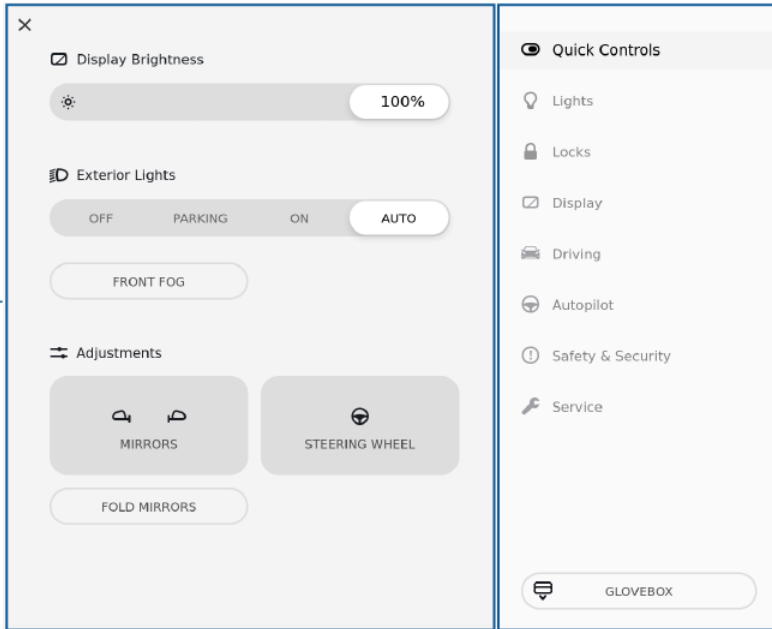 Display Brightness
100%
Exterior Lights
OFF PARKING ON AUTO
FRONT FOG
Adjustments
MIRRORS STEERING WHEEL
FOLD MIRRORS
Quick Controls
Lights
Locks
Display
Driving
Autopilot
Safety & Security
Service
GLOVEBOX